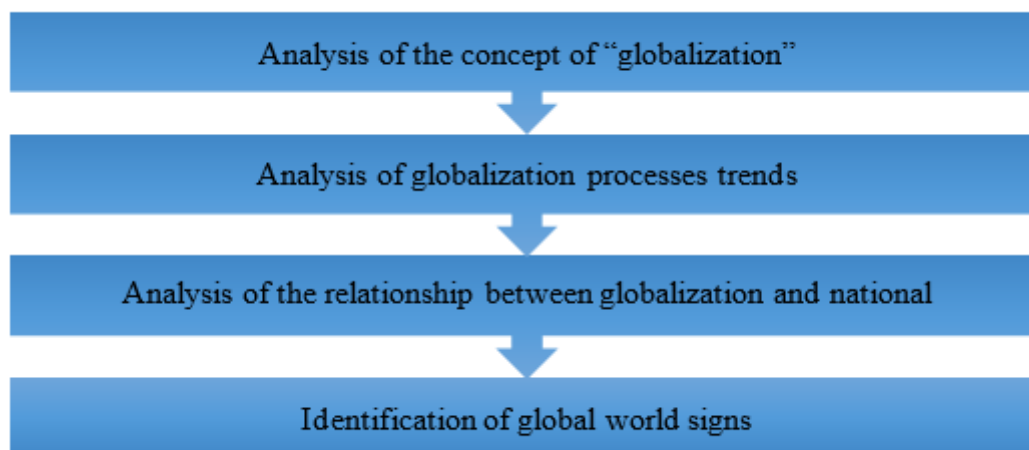 Analysis of the concept of “globalization”
Analysis of globalization processes trends
Analysis of the relationship between globalization and national
Identification of global world signs